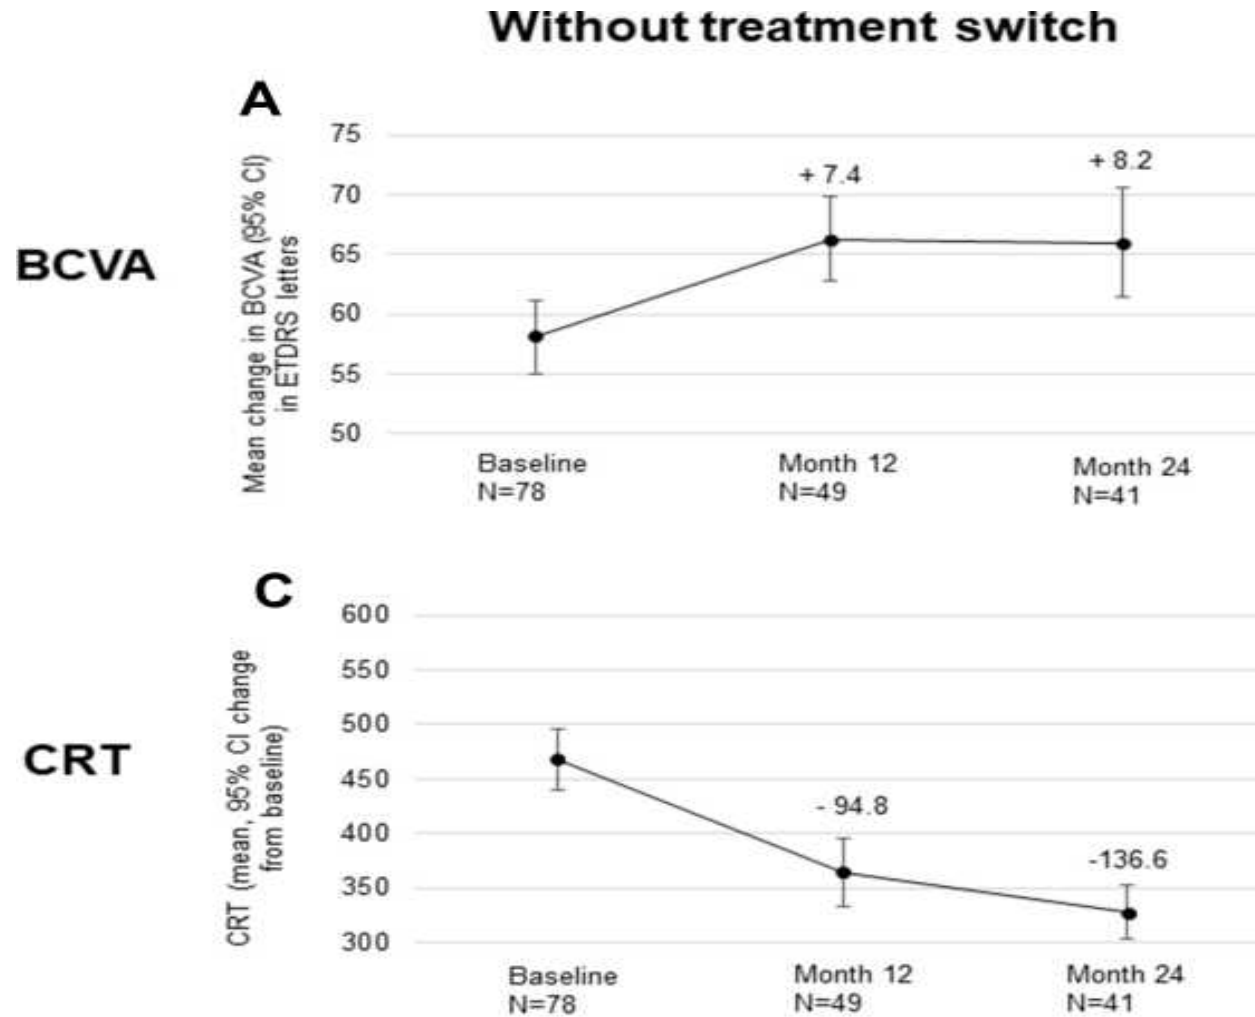 Without treatment switch
A
BCVA
Mean change in BCVA (95% CI)
in ETDRS letters
75
70
65
60
55
50
+ 7.4
+ 8.2
Baseline
N=78
Month 12
N=49
Month 24
N=41
C
CRT
CRT (mean, 95% CI change
from baseline)
600
550
500
450
400
350
300
- 94.8
-136.6
Baseline
N=78
Month 12
N=49
Month 24
N=41